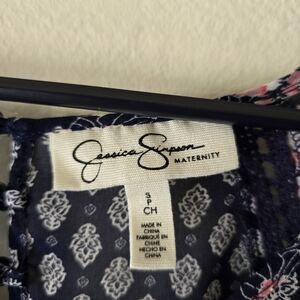 Jessica Simpson
MATERNITY
S
P
CH
MADE IN
CHINA
FABRIQUÉ EN
CHINE
HECHO EN
CHINA